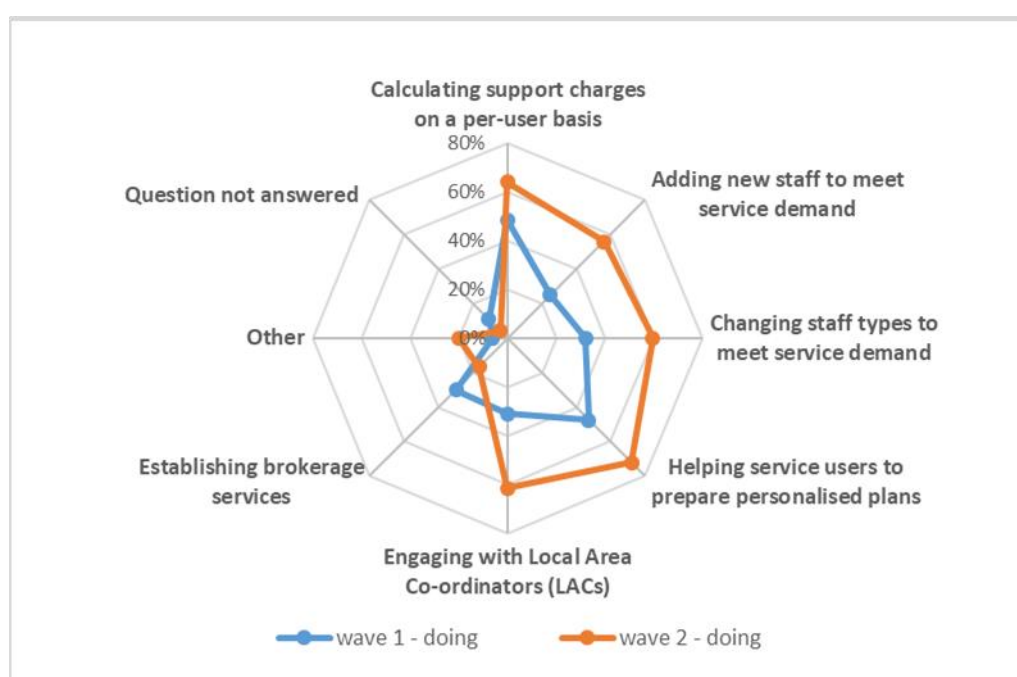 Calculating support charges
on a per-user basis
80%
60%
40%
20%
0%
Adding new staff to meet
service demand
Changing staff types to
meet service demand
Helping service users to
prepare personalised plans
Engaging with Local Area
Co-ordinators (LACs)
Establishing brokerage
services
Other
Question not answered
wave 1 - doing
wave 2 - doing